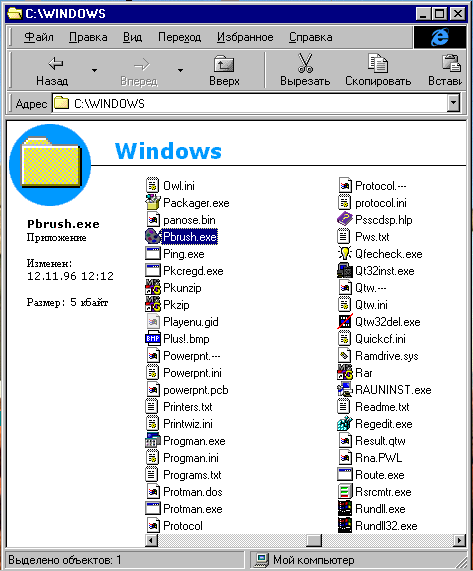 C:\WINDOWS
Файл Правка Вид Переход Избранное Справка
Назад Вперед Вверх Вырезать Скопировать Встави
Адрес C:\WINDOWS
Windows
Pbrush.exe
Приложение
Изменен:
12.11.96 12:12
Размер: 5 кбайт
Owl.ini
Packager.exe
panose.bin
Pbrush.exe
Ping.exe
Pkcregd.exe
Pkunzip
Pkzip
Playenu.gid
Plus!.bmp
Powerpnt.---
Powerpnt.ini
powerpnt.pcb
Printers.txt
Printwiz.ini
Progman.exe
Progman.ini
Programs.txt
Protman.dos
Protman.exe
Protocol
Protocol.---
protocol.ini
Psscdsp.hlp
Pws.txt
Qfecheck.exe
Qt32inst.exe
Qtw.---
Qtw.ini
Qtw32del.exe
Quickcf.ini
Ramdrive.sys
Rar
RAUNINST.exe
Readme.txt
Regedit.exe
Result.qtw
Rna.PWL
Route.exe
Rsrcmtr.exe
Rundll.exe
Rundll32.exe
Выделено объектов: 1 Мой компьютер